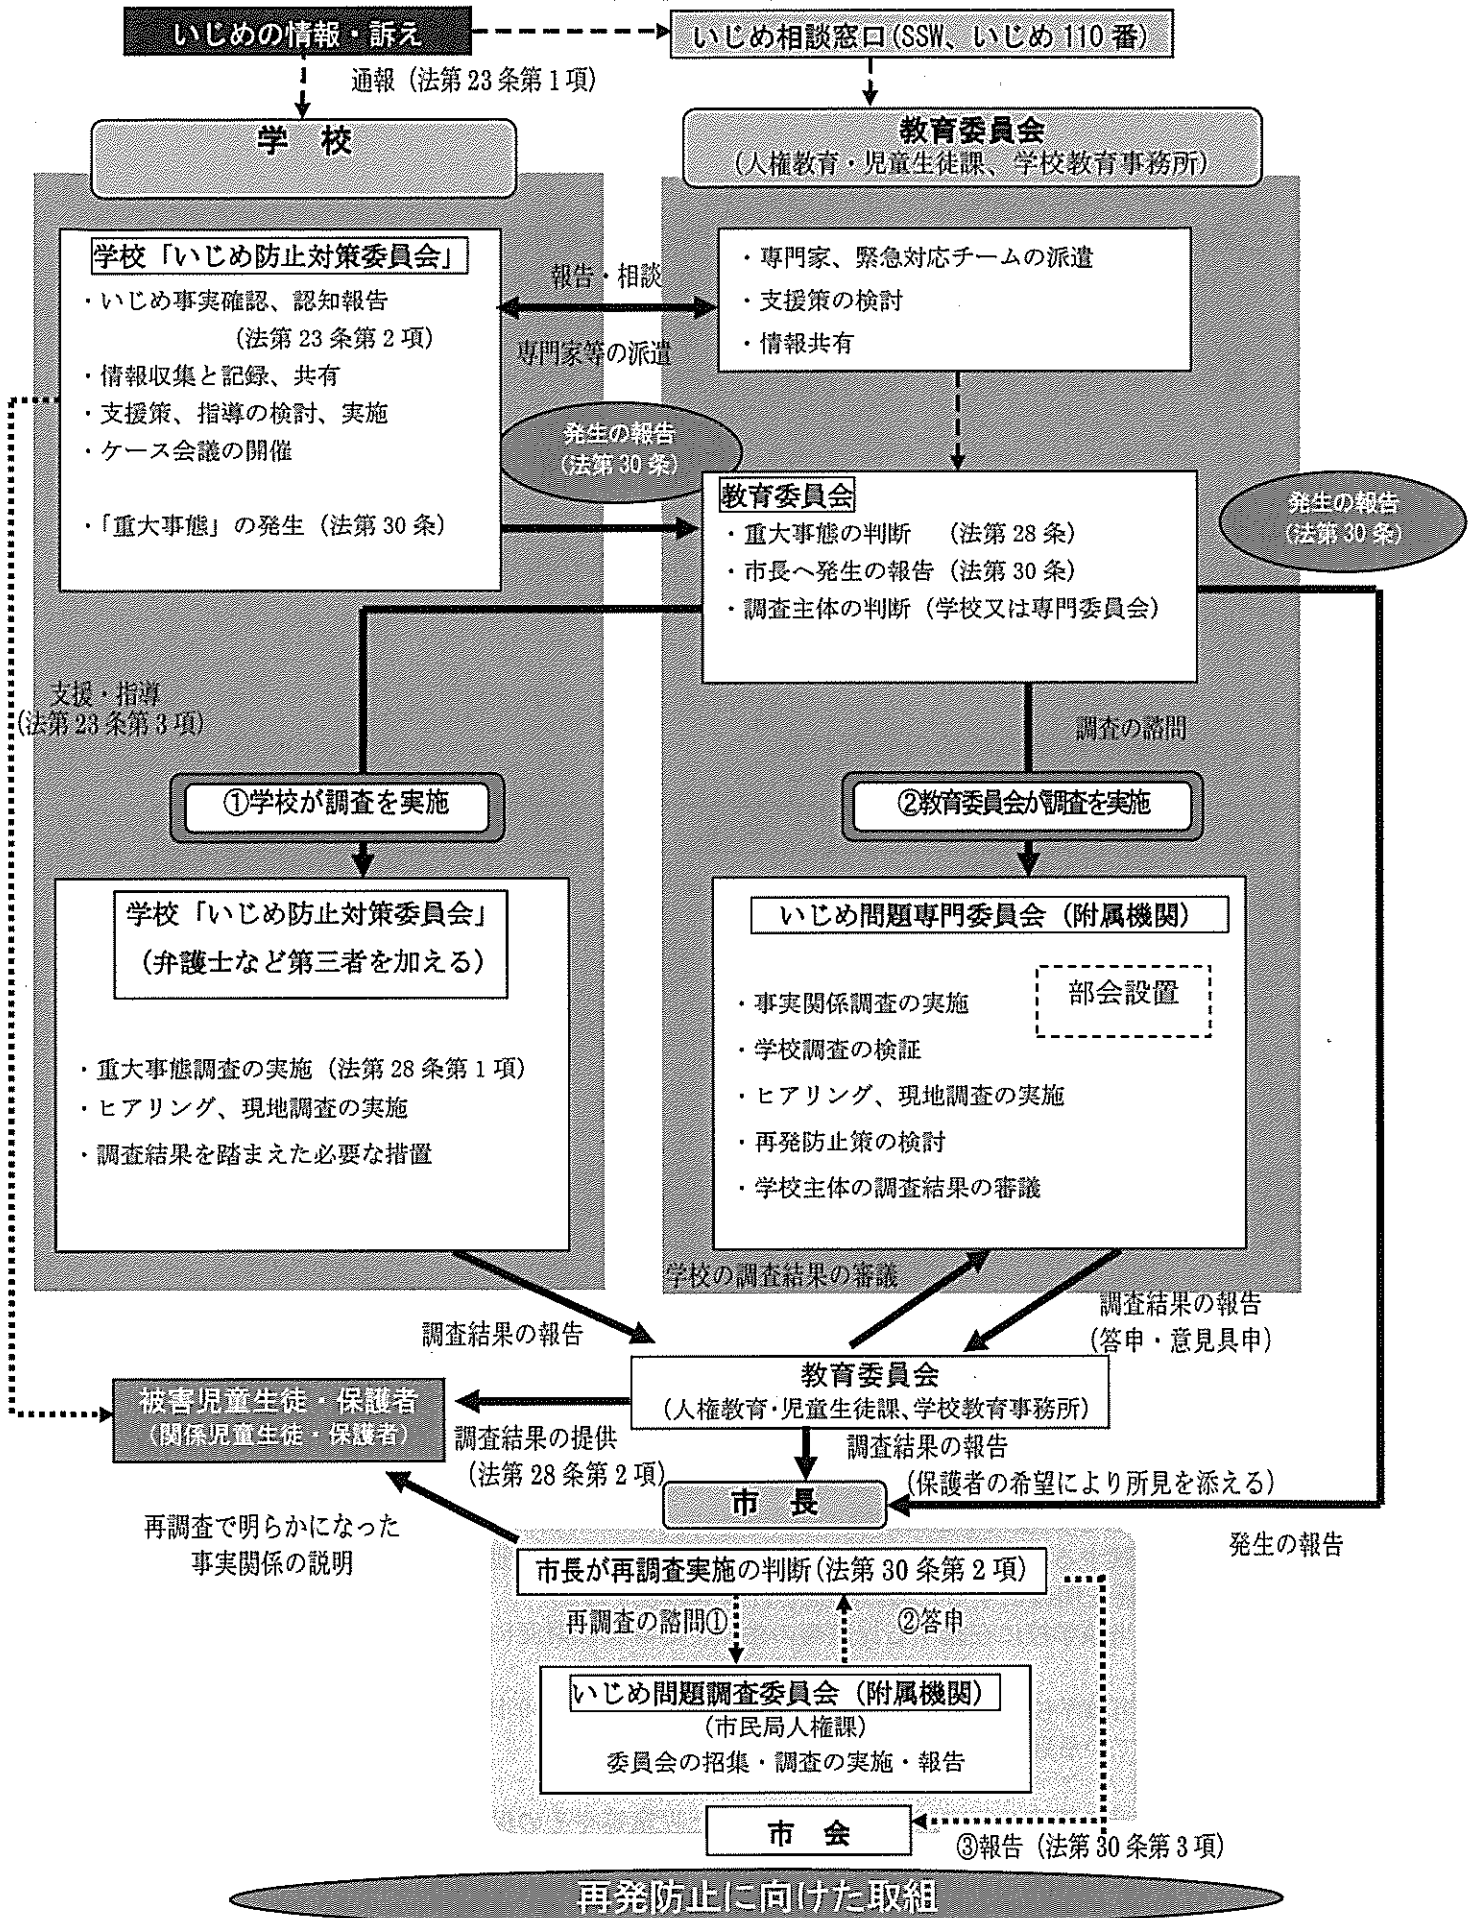 いじめの情報・訴え
いじめ相談窓口(SSW、いじめ110番)
通報（法第23条第1項）
学　校
教育委員会
(人権教育・児童生徒課、学校教育事務所)
学校「いじめ防止対策委員会」
・いじめ事実確認、認知報告
（法第23条第2項）
・情報収集と記録、共有
・支援策、指導の検討、実施
・ケース会議の開催
・「重大事態」の発生（法第30条）
報告・相談
専門家等の派遣
・専門家、緊急対応チームの派遣
・支援策の検討
・情報共有
発生の報告
(法第30条)
教育委員会
・重大事態の判断　（法第28条）
・市長へ発生の報告（法第30条）
・調査主体の判断（学校又は専門委員会）
発生の報告
(法第30条)
支援・指導
(法第23条第3項)
調査の諮問
①学校が調査を実施
②教育委員会が調査を実施
学校「いじめ防止対策委員会」
（弁護士など第三者を加える）
・重大事態調査の実施（法第28条第1項）
・ヒアリング、現地調査の実施
・調査結果を踏まえた必要な措置
いじめ問題専門委員会（附属機関）
部会設置
・事実関係調査の実施
・学校調査の検証
・ヒアリング、現地調査の実施
・再発防止策の検討
・学校主体の調査結果の審議
学校の調査結果の審議
調査結果の報告
調査結果の報告
(答申・意見具申)
教育委員会
(人権教育・児童生徒課、学校教育事務所)
被害児童生徒・保護者
(関係児童生徒・保護者)
調査結果の提供
(法第28条第2項)
調査結果の報告
(保護者の希望により所見を添える)
市　長
発生の報告
再調査で明らかになった
事実関係の説明
市長が再調査実施の判断(法第30条第2項)
再調査の諮問①
②答申
いじめ問題調査委員会（附属機関）
(市民局人権課)
委員会の招集・調査の実施・報告
市　会
③報告（法第30条第3項）
再発防止に向けた取組